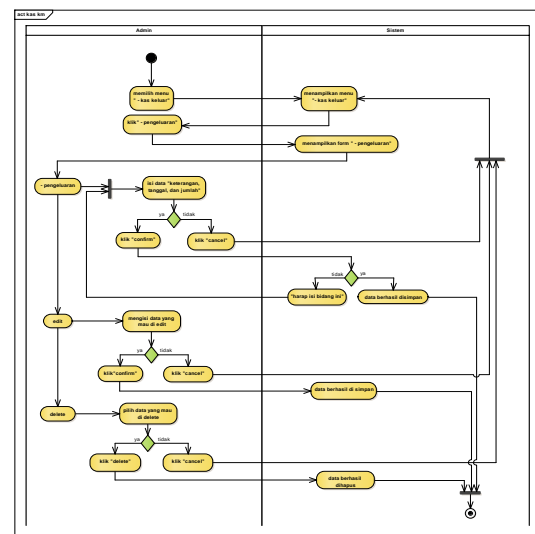 act kas km
Admin
Sistem
memilih menu
" - kas keluar"
menampilkan menu
"- kas keluar"
klik" - pengeluaran"
menampilkan form " - pengeluaran"
- pengeluaran
isi data "keterangan,
tanggal, dan jumlah"
ya
tidak
klik "confirm"
klik "cancel"
tidak
ya
"harap isi bidang ini"
data berhasil disimpan
edit
mengisi data yang
mau di edit
ya
tidak
klik"confirm"
klik "cancel"
data berhasil di simpan
delete
pilih data yang mau
di delete
ya
tidak
klik "delete"
klik "cancel"
data berhasil
dihapus